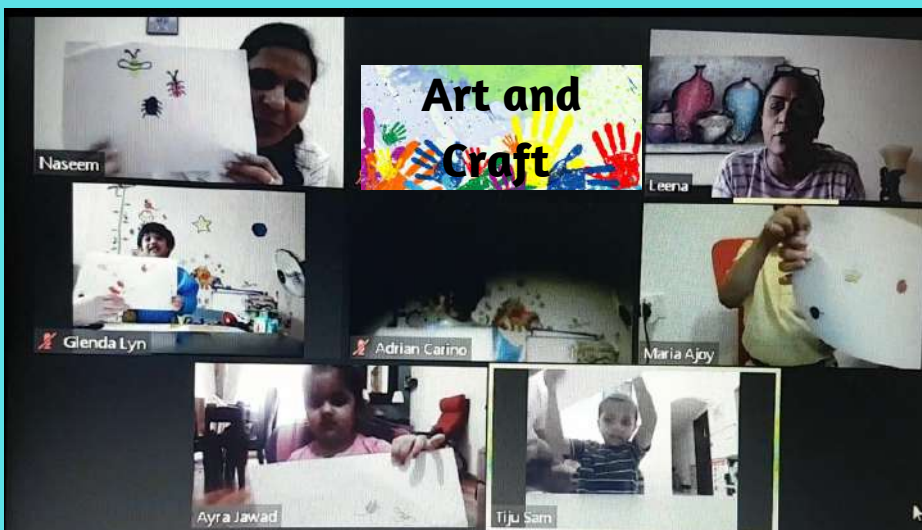 Art and
Craft
Naseem
Leena
Glenda Lyn
Adrian Carino
Maria Ajoy
Ayra Jawad
Tiju Sam